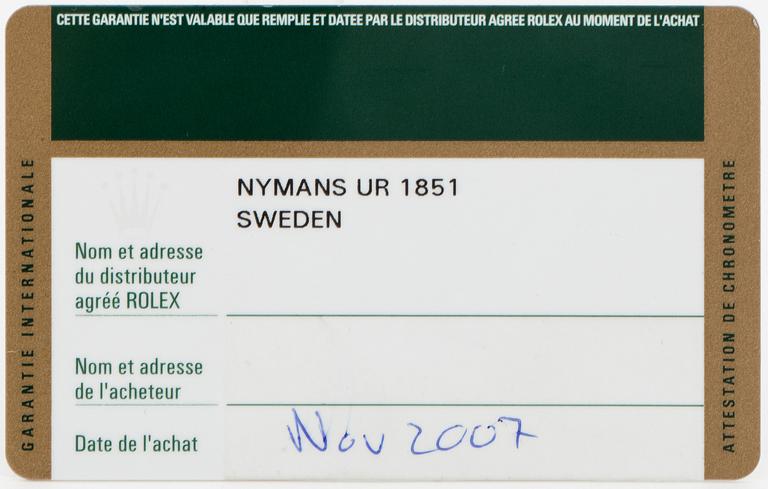 CETTE GARANTIE N'EST VALABLE QUE REMPLIE ET DATEE PAR LE DISTRIBUTEUR AGREE ROLEX AU MOMENT DE L'ACHAT
GARANTIE INTERNATIONALE
NYMANS UR 1851
SWEDEN
Nom et adresse
du distributeur
agréé ROLEX
Nom et adresse
de l'acheteur
Date de l'achat Nov 2007
ATTESTATION DE CHRONOMETRE